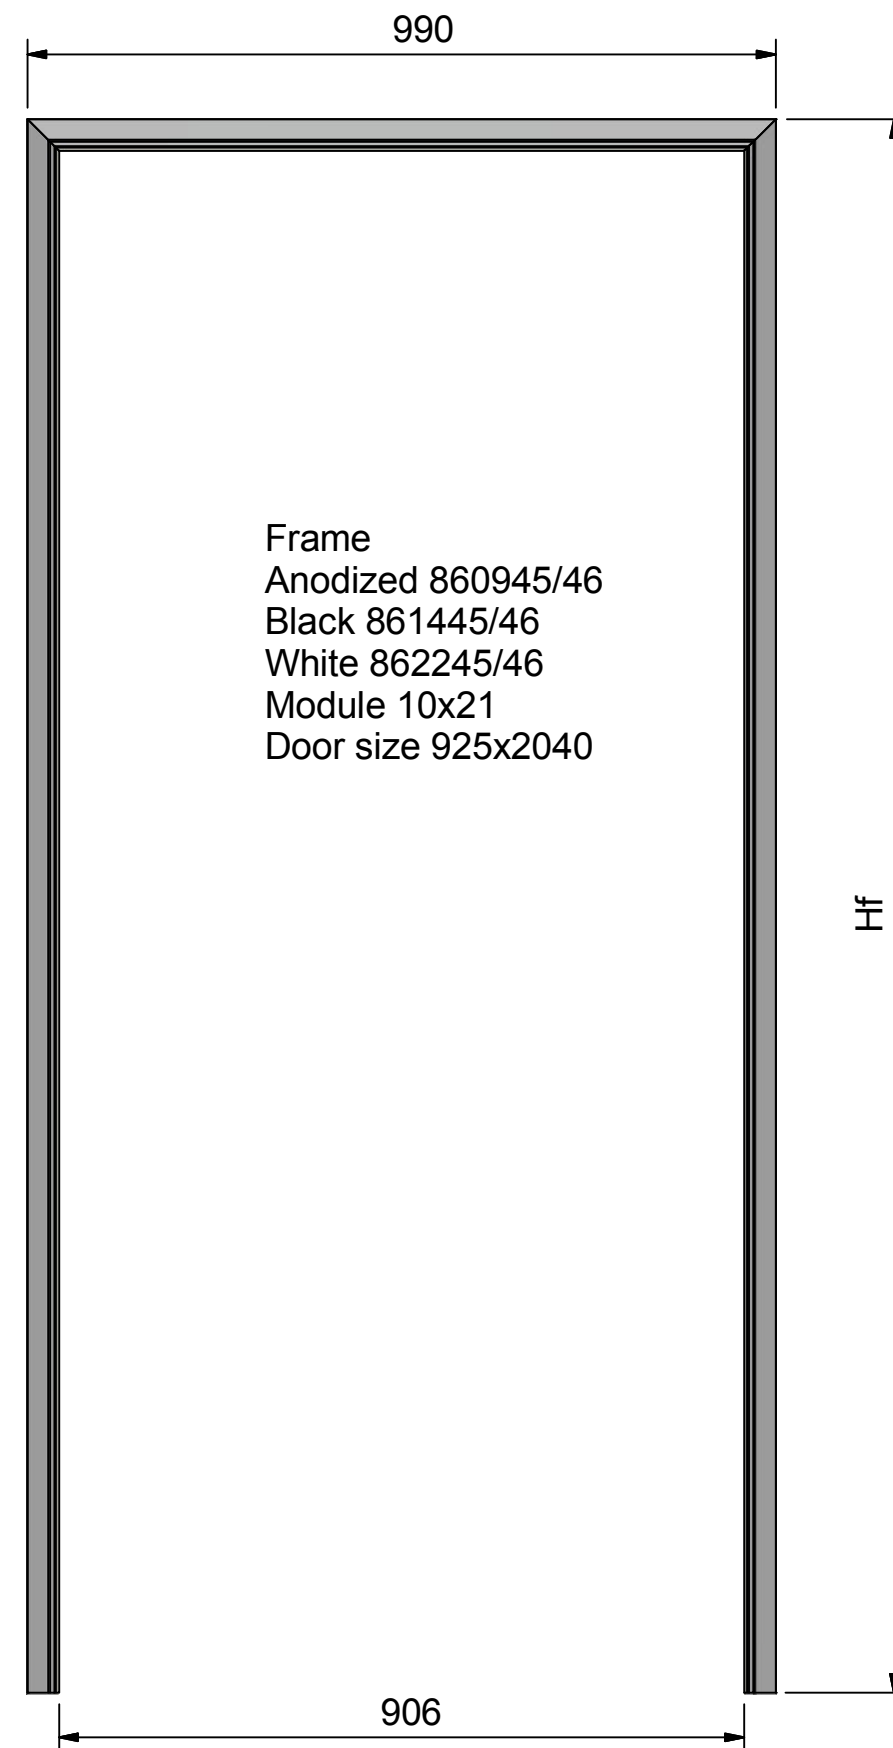 990
Hf
Frame
Anodized 860945/46
Black 861445/46
White 862245/46
Module 10x21
Door size 925x2040
906